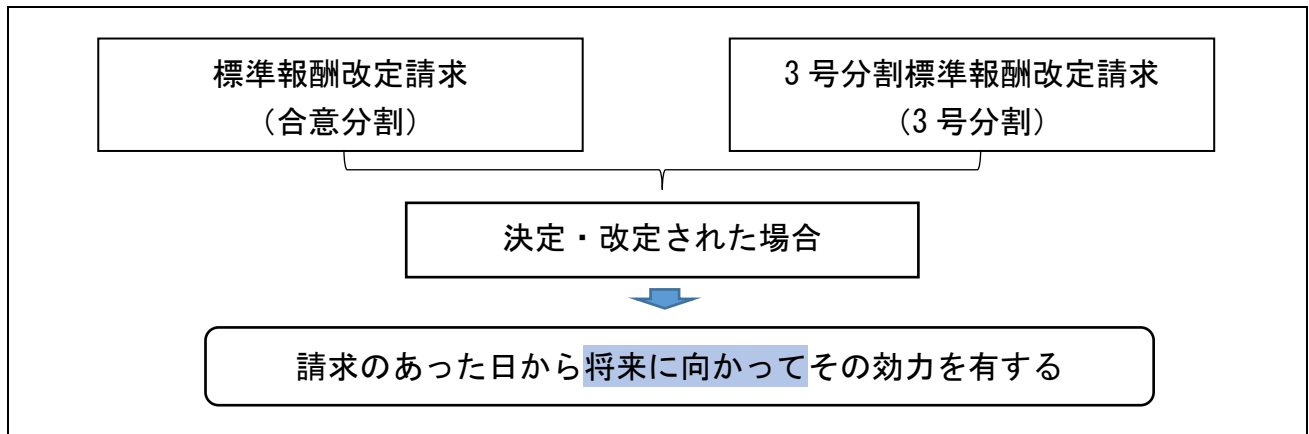 標準報酬改定請求
（合意分割）
3号分割標準報酬改定請求
（3号分割）
決定・改定された場合
請求のあった日から将来に向かってその効力を有する